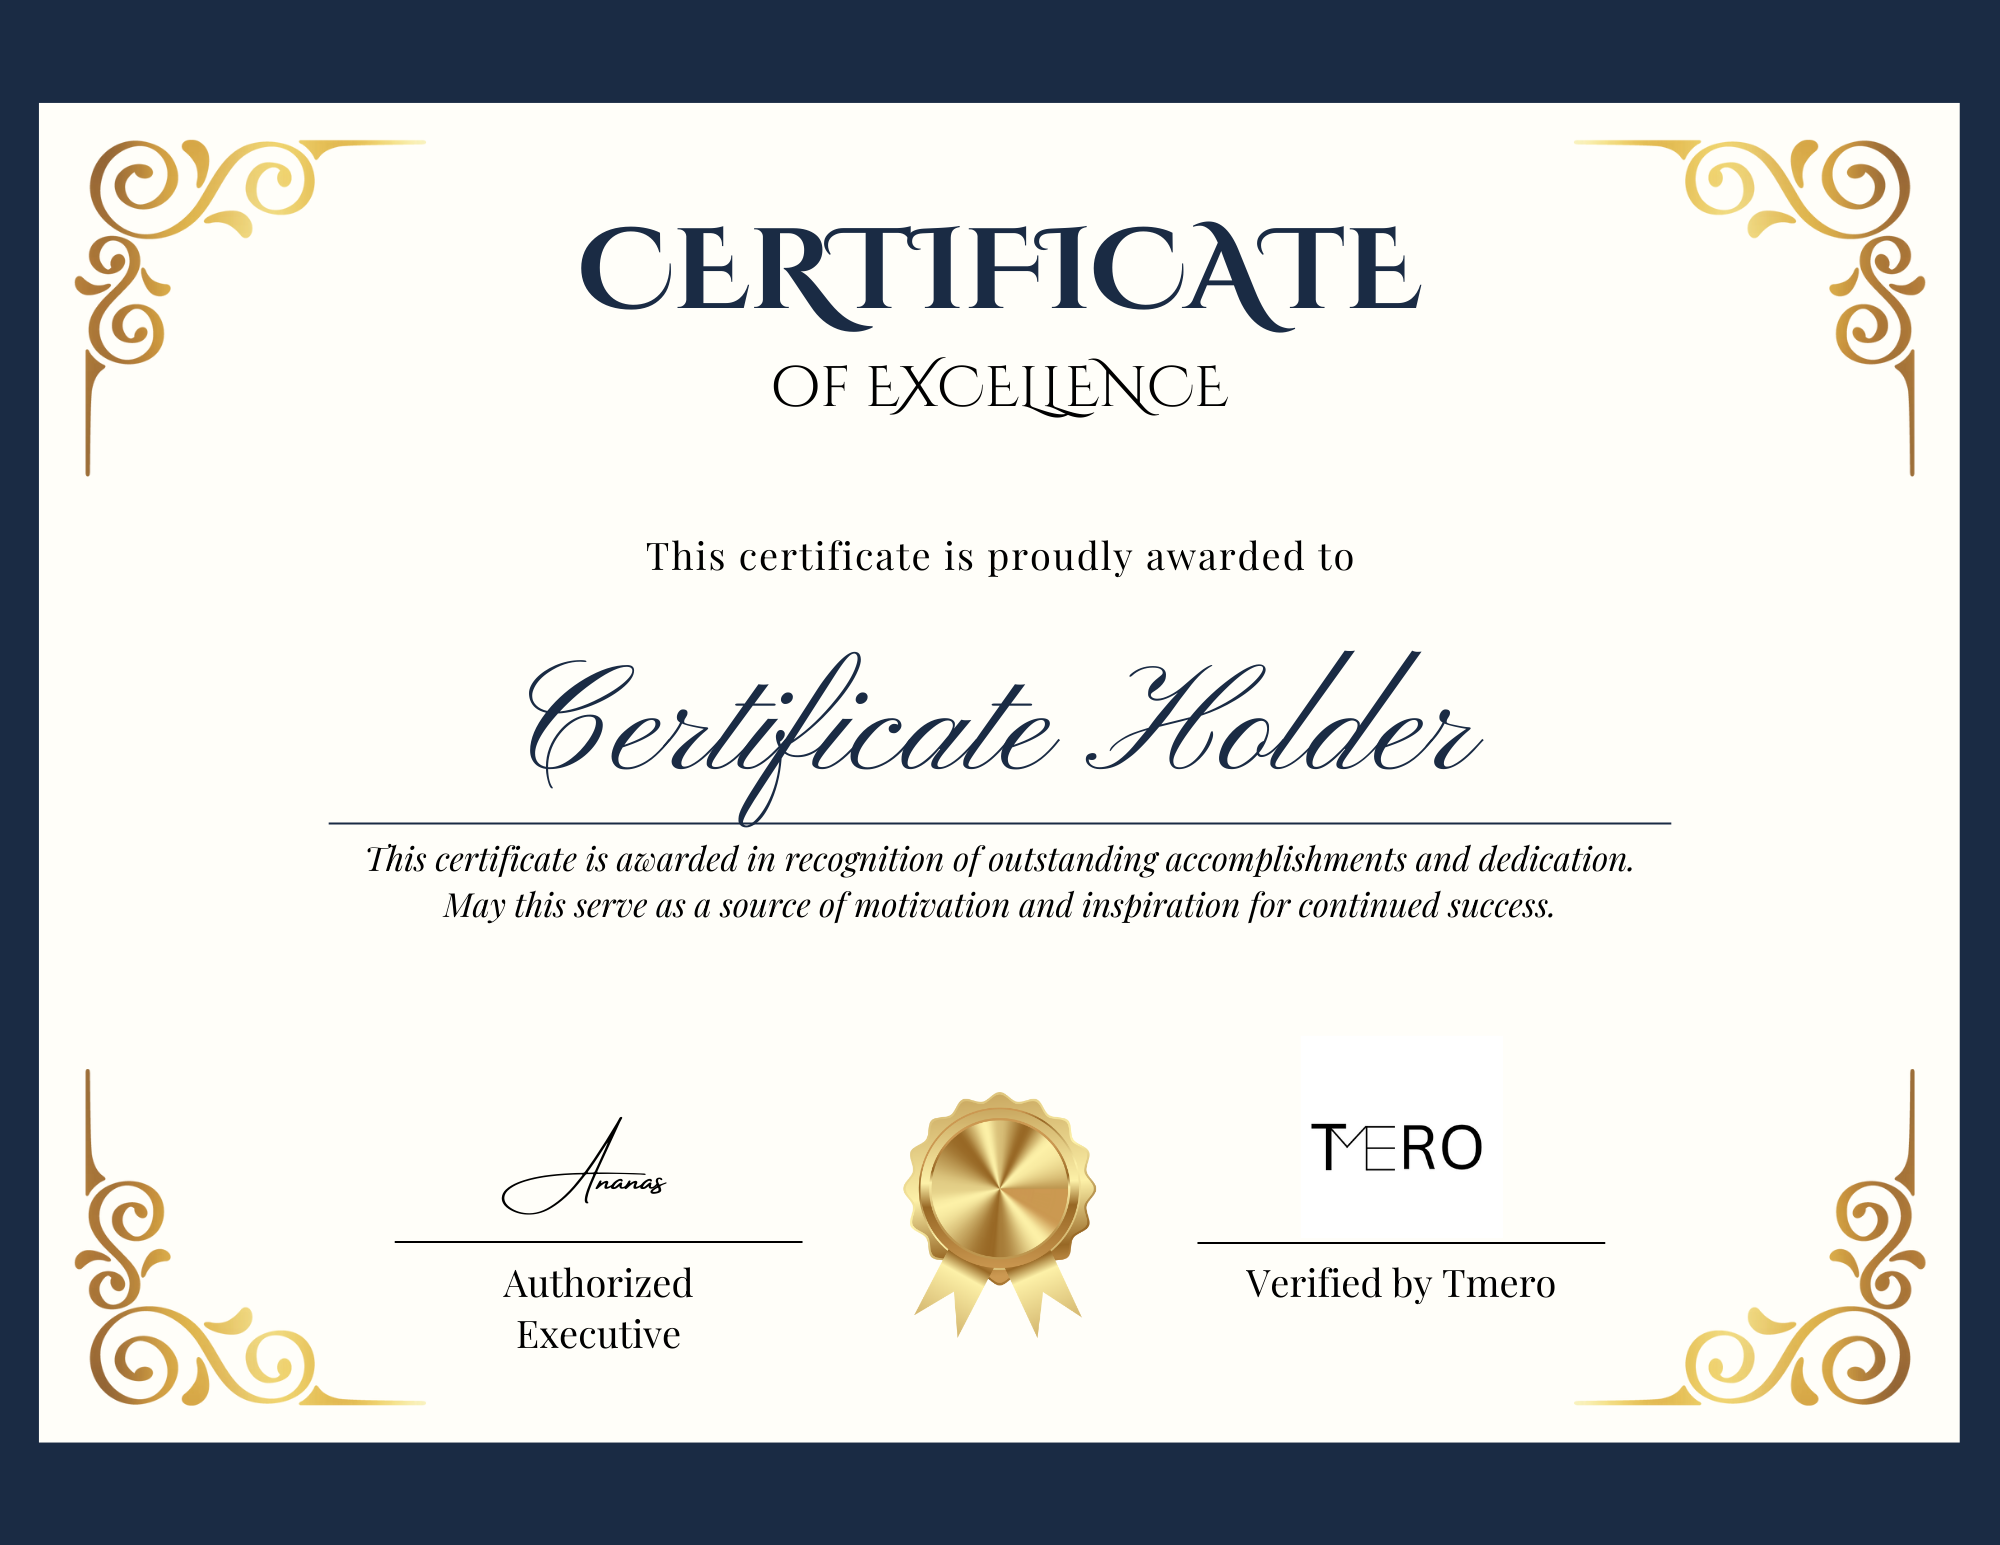 CERTIFICATE
OF EXCELLENCE
This certificate is proudly awarded to
Certificate Holder
This certificate is awarded in recognition of outstanding accomplishments and dedication.
May this serve as a source of motivation and inspiration for continued success.
Ananas
TMERO
Authorized
Executive
Verified by Tmero